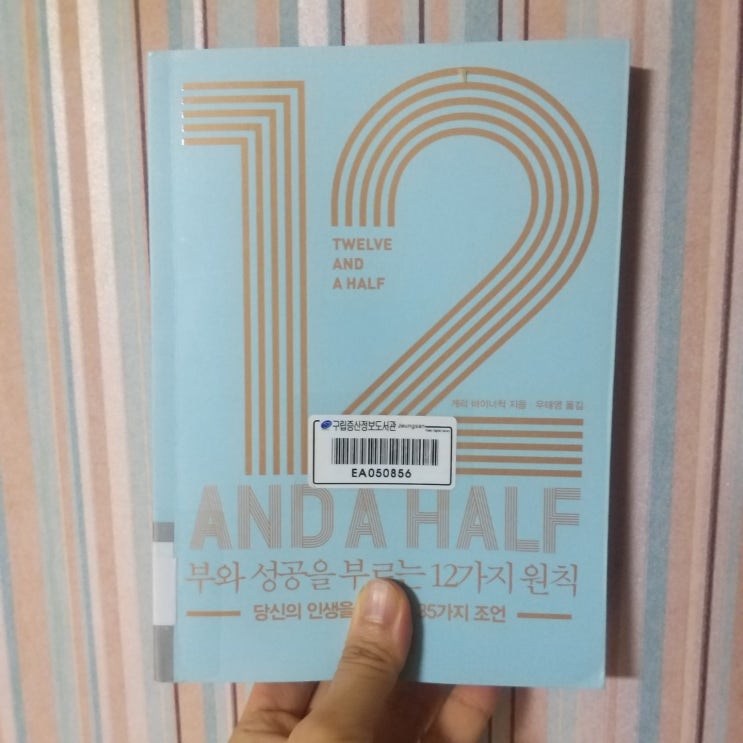 12
TWELVE
AND
A HALF
게리 바이너척 지음 우태영 옮김
구립증산정보도서관 Jeungsan
EA050856
AND A HALF
부와 성공을 부르는 12가지 원칙
당신의 인생을 35가지 조언